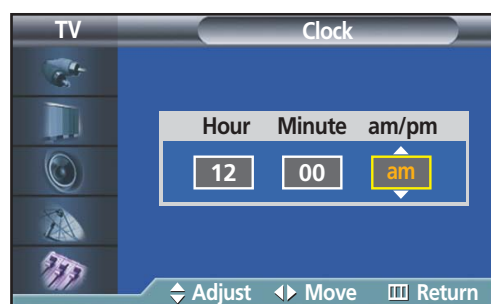 TV Clock
Hour Minute am/pm
12 00 am
Adjust Move Return